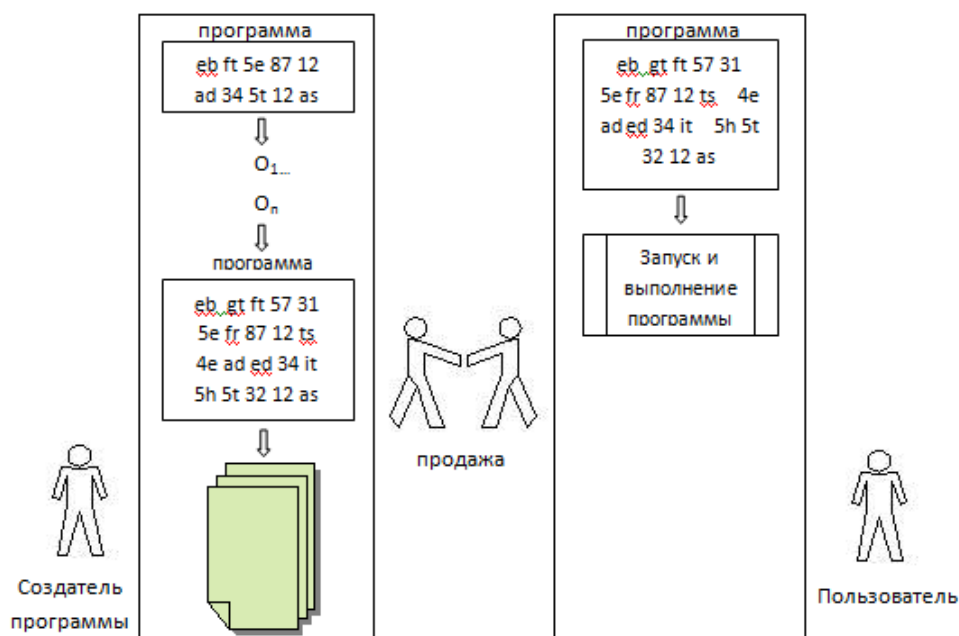 программа
eb ft 5e 87 12
ad 34 5t 12 as
O1...
On
программа
eb gt ft 57 31
5e fr 87 12 ts
4e ad ed 34 it
5h 5t 32 12 as
Создатель
программы
продажа
программа
eb gt ft 57 31
5e fr 87 12 ts 4e
ad ed 34 it 5h 5t
32 12 as
Запуск и
выполнение
программы
Пользователь